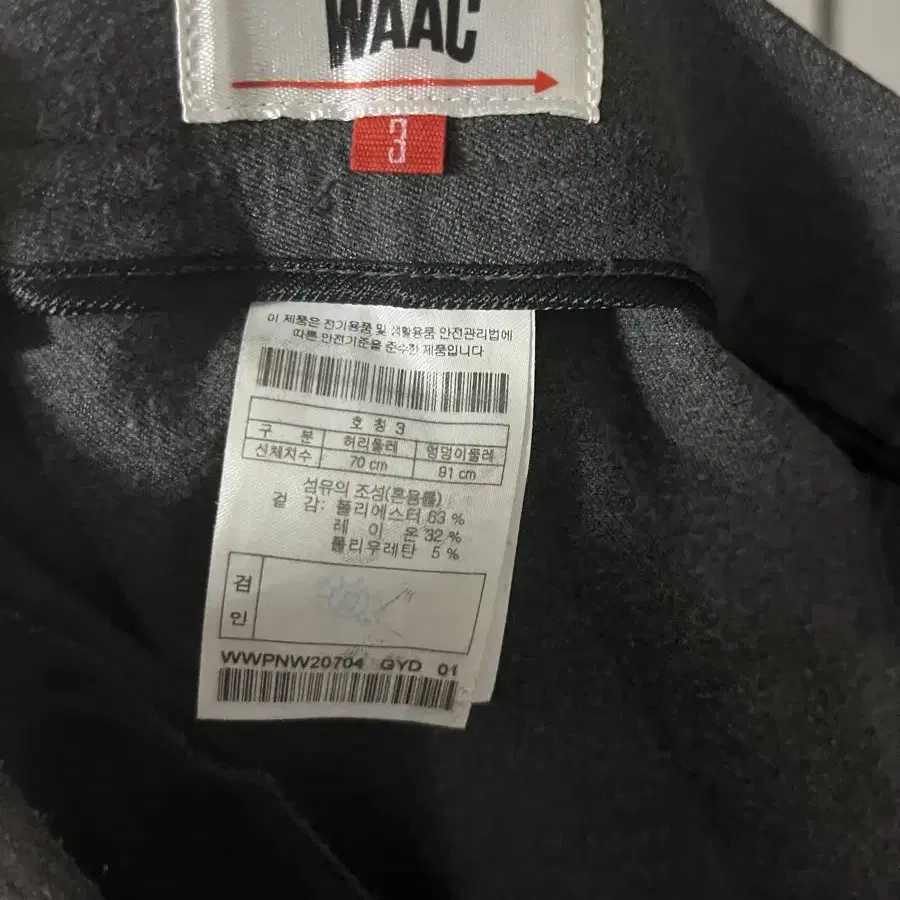 WAAC
3
이 제품은 전기용품 및 생활용품 안전관리법에
따른 안전기준을 준수한 제품입니다
호 칭 3
구 분 허리둘레 엉덩이둘레
신체치수 70 cm 91 cm
섬유의 조성(혼용률)
겉 감: 폴리에스터 63 %
레 이 온 32 %
폴리우레탄 5 %
검
인
WWPNW20704 GYD 01